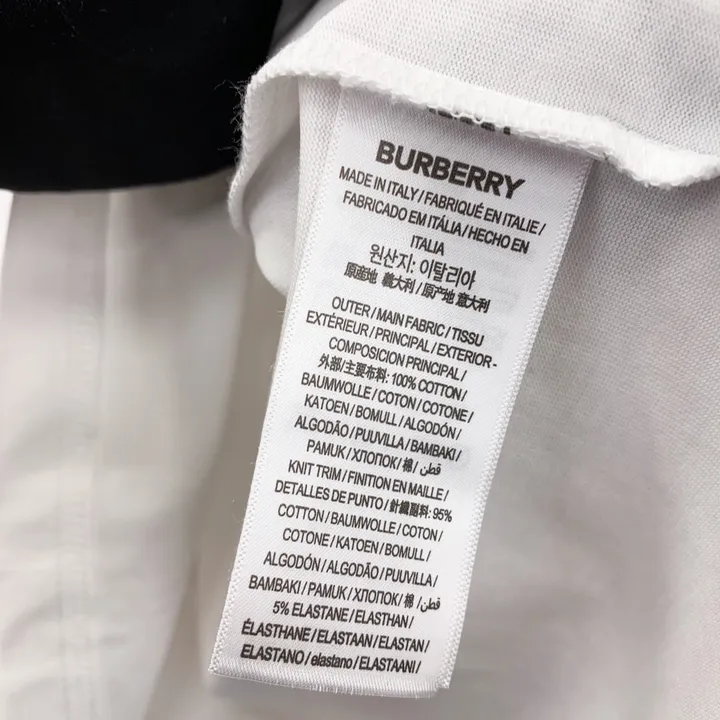 BURBERRY
MADE IN ITALY / FABRIQUÉ EN ITALIE /
FABRICADO EM ITÁLIA / HECHO EN
ITALIA
원산지: 이탈리아
原産地 義大利 / 原产地 意大利
OUTER / MAIN FABRIC / TISSU
EXTÉRIEUR / PRINCIPAL / EXTERIOR -
COMPOSICION PRINCIPAL /
外部/主要布料: 100% COTTON /
BAUMWOLLE / COTON / COTONE /
KATOEN / BOMULL / ALGODÓN /
ALGODÃO / PUUVILLA / BAMBAKI /
PAMUK / ХЛОПОК / 棉 / قطن /
KNIT TRIM / FINITION EN MAILLE /
DETALLES DE PUNTO / 針織副料: 95%
COTTON / BAUMWOLLE / COTON /
COTONE / KATOEN / BOMULL /
ALGODÓN / ALGODÃO / PUUVILLA /
BAMBAKI / PAMUK / ХЛОПОК / 棉 / قطن /
5% ELASTANE / ELASTHAN /
ÉLASTHANE / ELASTAAN / ELASTAN /
ELASTANO / elastano / ELASTAANI /